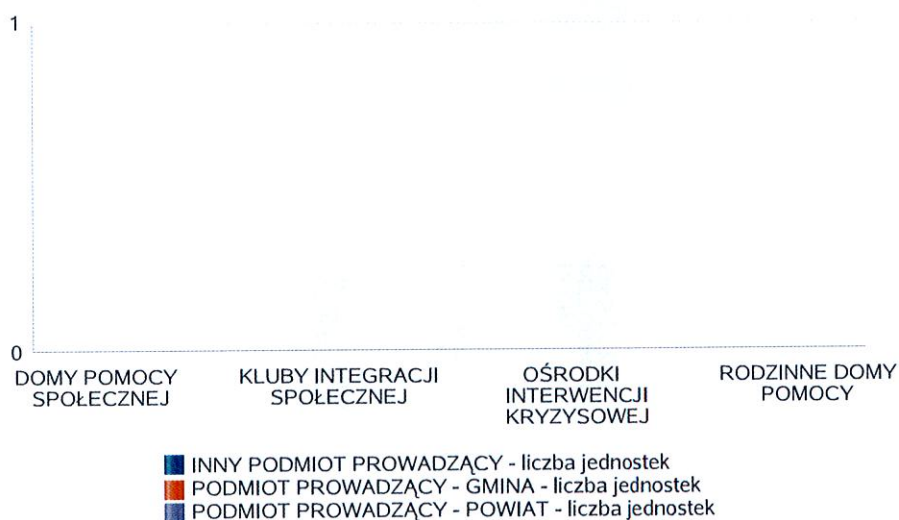 1
0
DOMY POMOCY
SPOŁECZNEJ
KLUBY INTEGRACJI
SPOŁECZNEJ
OŚRODKI
INTERWENCJI
KRYZYSOWEJ
RODZINNE DOMY
POMOCY
INNY PODMIOT PROWADZĄCY - liczba jednostek
PODMIOT PROWADZĄCY - GMINA - liczba jednostek
PODMIOT PROWADZĄCY - POWIAT - liczba jednostek